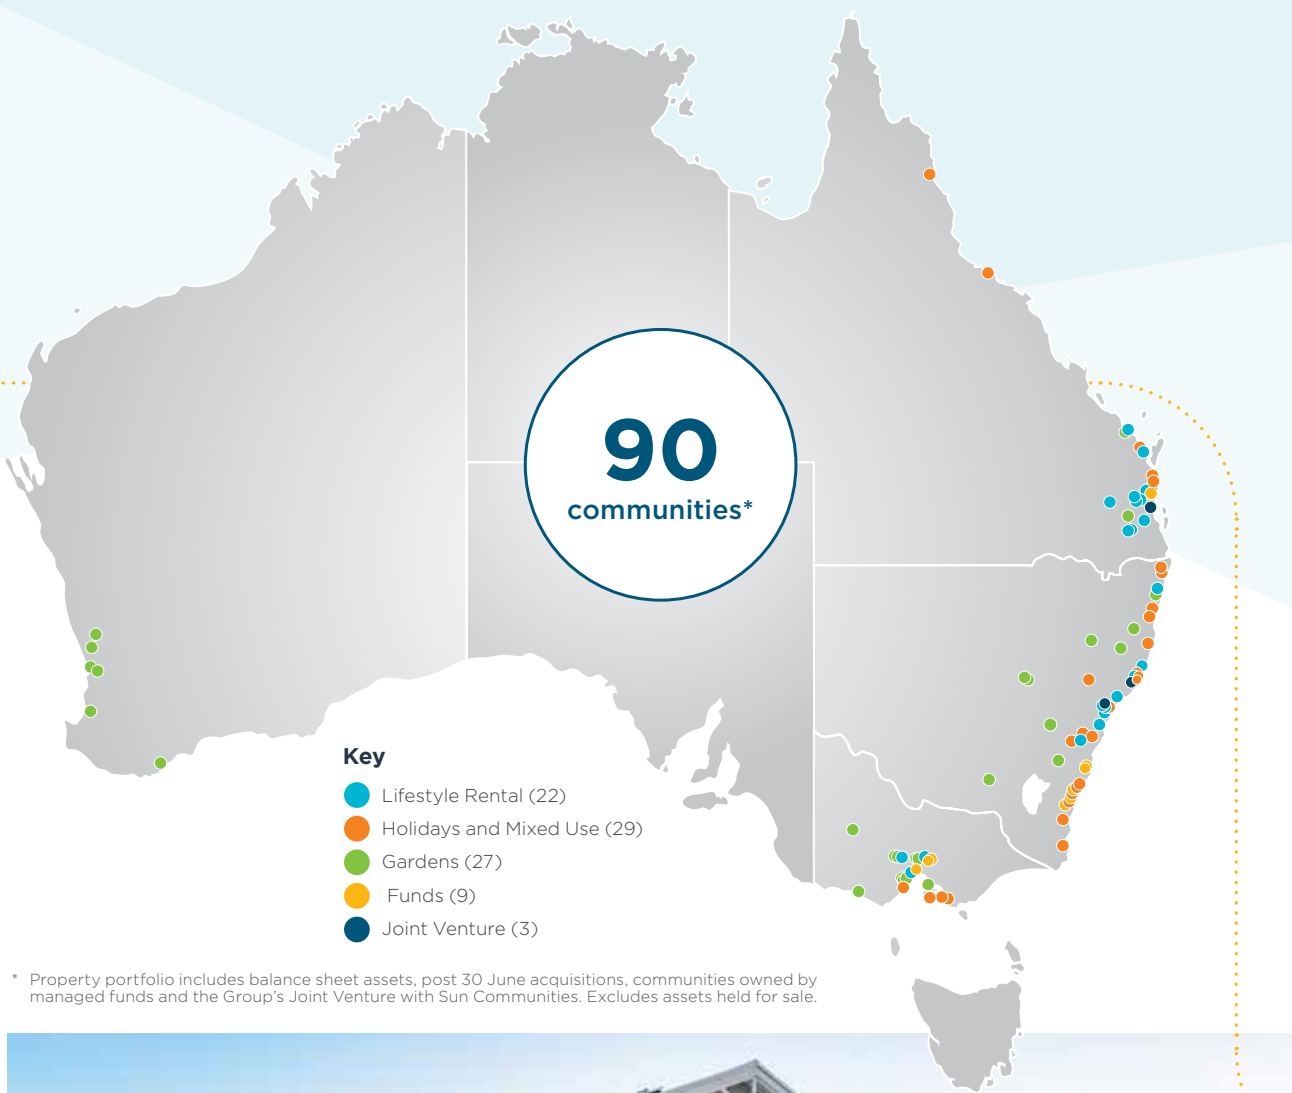 90
communities*
Key
Lifestyle Rental (22)
Holidays and Mixed Use (29)
Gardens (27)
Funds (9)
Joint Venture (3)
* Property portfolio includes balance sheet assets, post 30 June acquisitions, communities owned by
managed funds and the Group's Joint Venture with Sun Communities. Excludes assets held for sale.